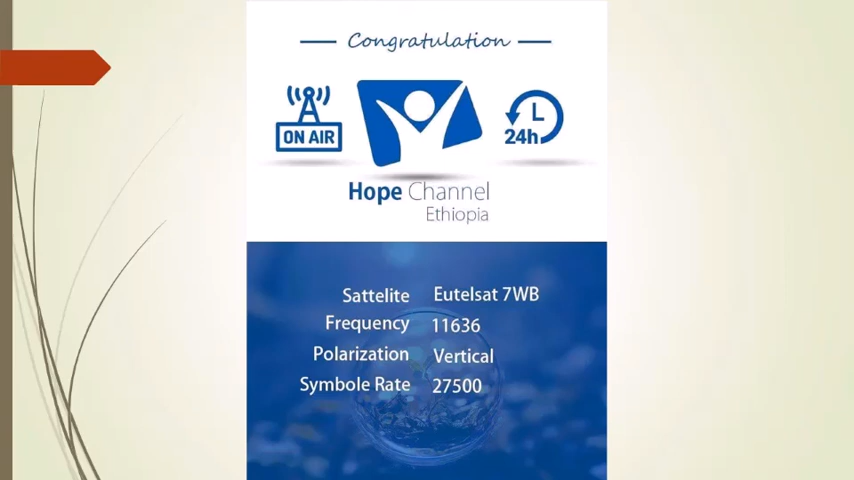 Congratulation
ON AIR
L
24h
Hope Channel
Ethiopia
Sattelite Eutelsat 7WB
Frequency 11636
Polarization Vertical
Symbole Rate 27500